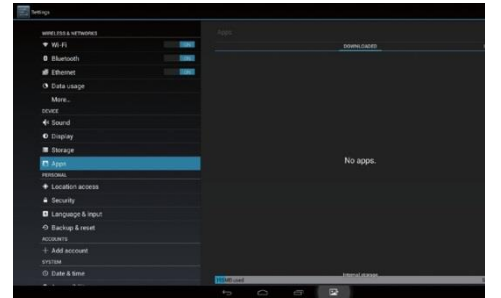 Settings
WIRELESS & NETWORKS
Wi-Fi
Bluetooth
Ethernet
Data usage
More...
DEVICE
Sound
Display
Storage
Apps
PERSONAL
Location access
Security
Language & input
Backup & reset
ACCOUNTS
Add account
SYSTEM
Date & time
Apps
DOWNLOADED
No apps.
Internal storage